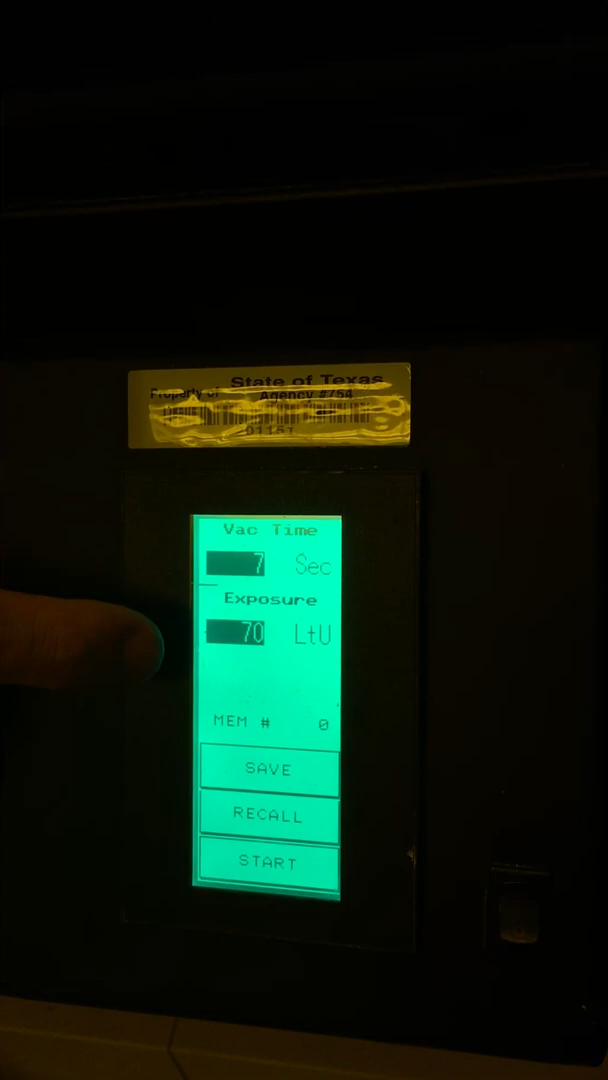 State of Texas
Property of Agency #754
01151
Vac Time
7 Sec
Exposure
70 LtU
MEM # 0
SAVE
RECALL
START